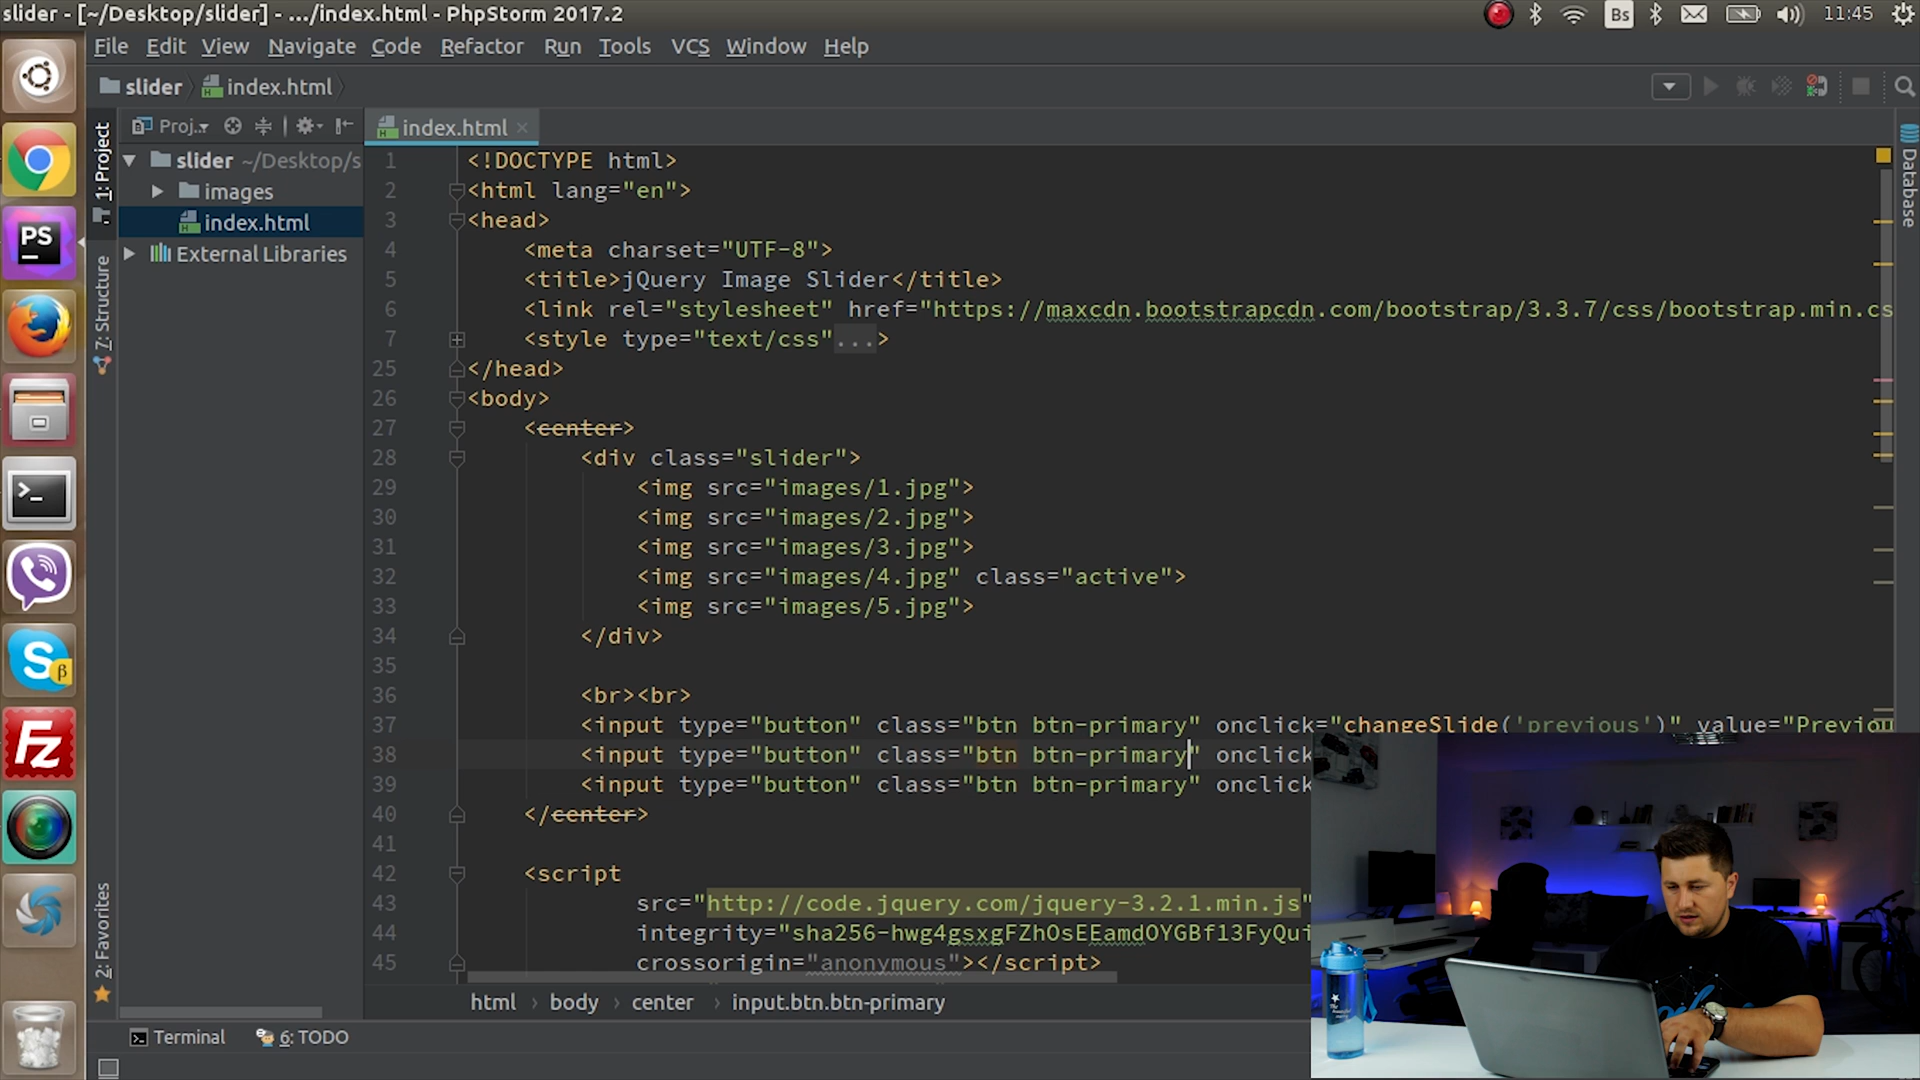 slider - [~/Desktop/slider] - .../index.html - PhpStorm 2017.2
Bs
11:45
File Edit View Navigate Code Refactor Run Tools VCS Window Help
slider index.html
Proj.. index.html
1: Project
7: Structure
2: Favorites
Database
slider ~/Desktop/s
images
index.html
External Libraries
PS
S β
Fz
1 <!DOCTYPE html>
2 <html lang="en">
3 <head>
4 <meta charset="UTF-8">
5 <title>jQuery Image Slider</title>
6 <link rel="stylesheet" href="https://maxcdn.bootstrapcdn.com/bootstrap/3.3.7/css/bootstrap.min.cs
7 <style type="text/css"...>
25 </head>
26 <body>
27 <center>
28 <div class="slider">
29 <img src="images/1.jpg">
30 <img src="images/2.jpg">
31 <img src="images/3.jpg">
32 <img src="images/4.jpg" class="active">
33 <img src="images/5.jpg">
34 </div>
35
36 <br><br>
37 <input type="button" class="btn btn-primary" onclick="changeSlide('previous')" value="Previou
38 <input type="button" class="btn btn-primary" onclick
39 <input type="button" class="btn btn-primary" onclick
40 </center>
41
42 <script
43 src="http://code.jquery.com/jquery-3.2.1.min.js"
44 integrity="sha256-hwg4gsxgFZhOsEEamdOYGBf13FyQui
45 crossorigin="anonymous"></script>
html body center input.btn.btn-primary
Terminal 6: TODO